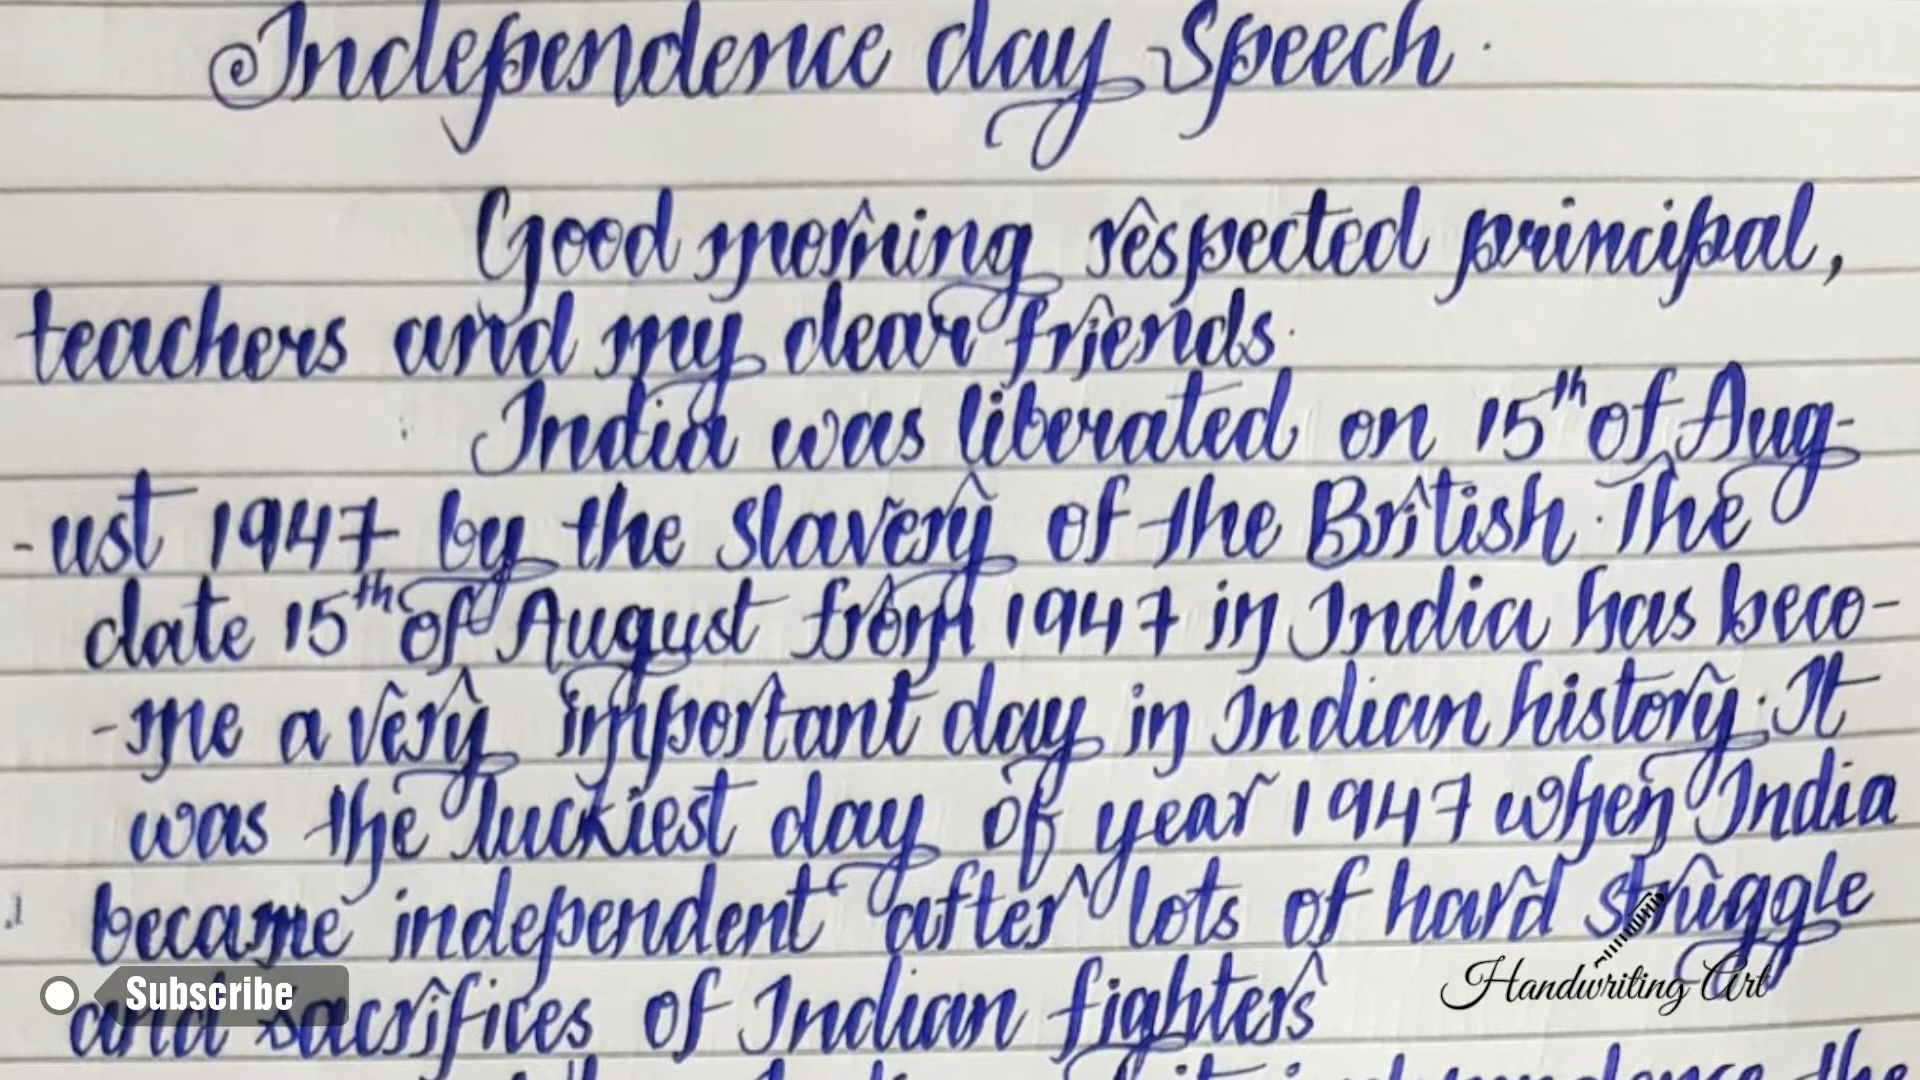 Independence day Speech.
Good morning respected principal,
teachers and my dear friends.
India was liberated on 15th of Aug-
-ust 1947 by the slavery of the British. The
date 15th of August from 1947 in India has beco-
-me a very important day in Indian history. It
was the luckiest day of year 1947 when India
became independent after lots of hard struggle
and sacrifices of Indian fighters
Subscribe
Handwriting Art
independence the